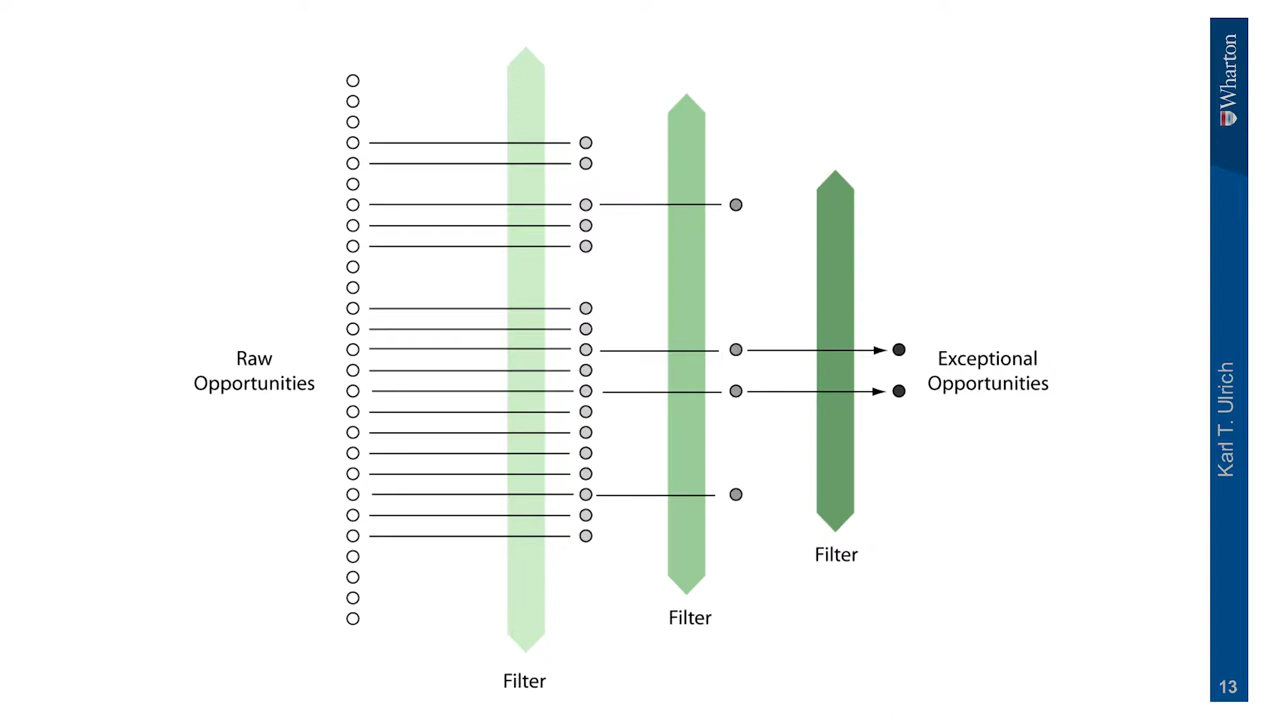 Raw
Opportunities
Exceptional
Opportunities
Filter
Filter
Filter
Wharton
Karl T. Ulrich
13